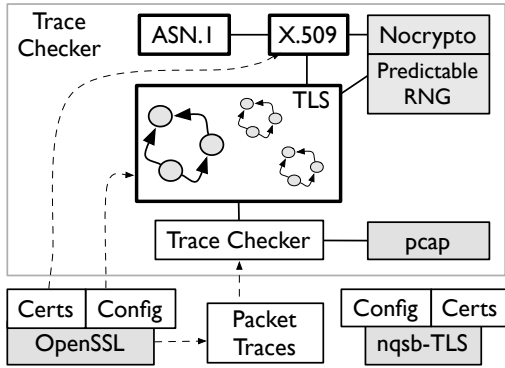 Trace
Checker
ASN.1
X.509
Nocrypto
Predictable
RNG
TLS
Trace Checker
pcap
Certs
Config
OpenSSL
Packet
Traces
Config
Certs
nqsb-TLS